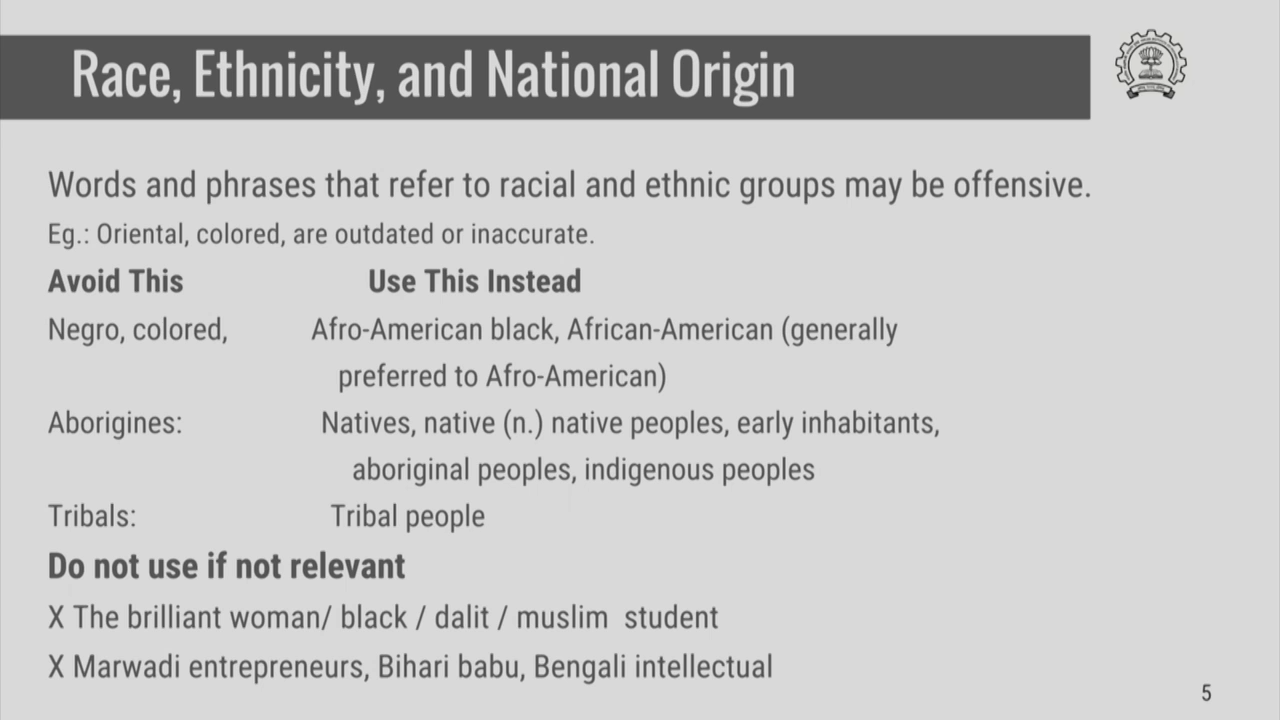 Race, Ethnicity, and National Origin
Words and phrases that refer to racial and ethnic groups may be offensive.
Eg.: Oriental, colored, are outdated or inaccurate.
Avoid This Use This Instead
Negro, colored, Afro-American black, African-American (generally
preferred to Afro-American)
Aborigines: Natives, native (n.) native peoples, early inhabitants,
aboriginal peoples, indigenous peoples
Tribals: Tribal people
Do not use if not relevant
X The brilliant woman/ black / dalit / muslim student
X Marwadi entrepreneurs, Bihari babu, Bengali intellectual
5